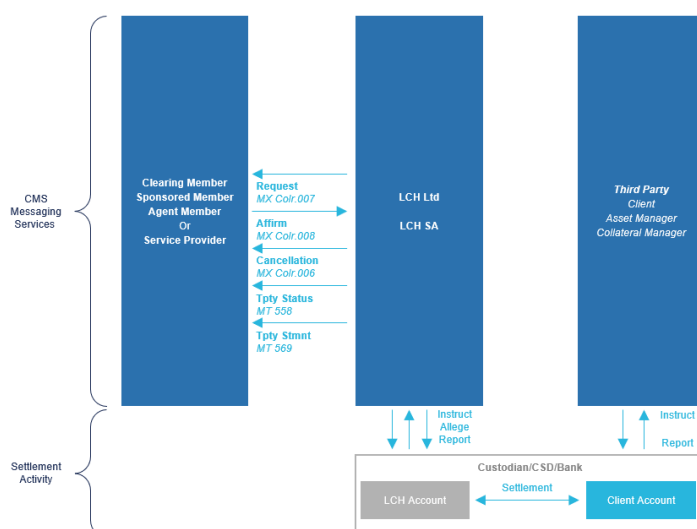 CMS
Messaging
Services
Clearing Member
Sponsored Member
Agent Member
Or
Service Provider
Request
MX Colr.007
Affirm
MX Colr.008
Cancellation
MX Colr.006
Tpty Status
MT 558
Tpty Stmnt
MT 569
LCH Ltd
LCH SA
Third Party
Client
Asset Manager
Collateral Manager
Settlement
Activity
Instruct
Allege
Report
Instruct
Report
Custodian/CSD/Bank
LCH Account
Settlement
Client Account